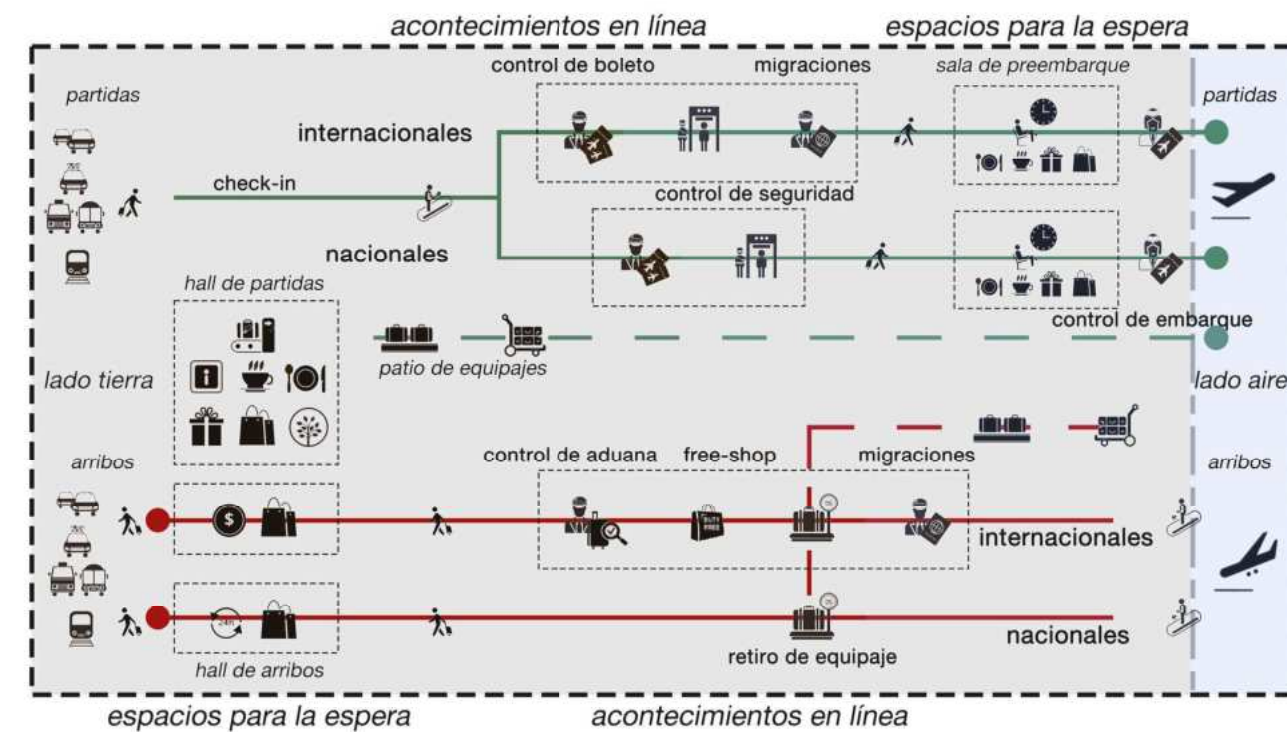 acontecimientos en línea
espacios para la espera
control de boleto
migraciones
sala de preembarque
partidas
partidas
internacionales
check-in
control de seguridad
nacionales
hall de partidas
control de embarque
patio de equipajes
lado tierra
lado aire
arribos
control de aduana
free-shop
migraciones
arribos
DUTY
FREE
internacionales
24h
nacionales
retiro de equipaje
hall de arribos
espacios para la espera
acontecimientos en línea